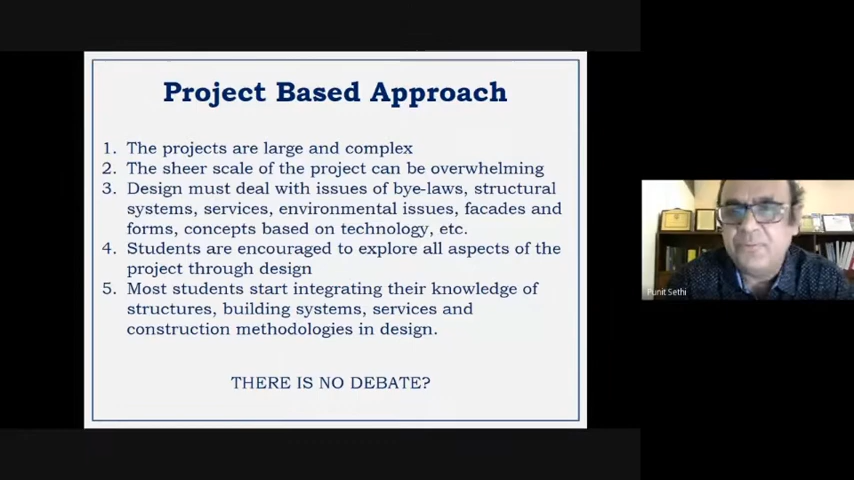 Project Based Approach
1. The projects are large and complex
2. The sheer scale of the project can be overwhelming
3. Design must deal with issues of bye-laws, structural
systems, services, environmental issues, facades and
forms, concepts based on technology, etc.
4. Students are encouraged to explore all aspects of the
project through design
5. Most students start integrating their knowledge of
structures, building systems, services and
construction methodologies in design.
THERE IS NO DEBATE?
Punit Sethi